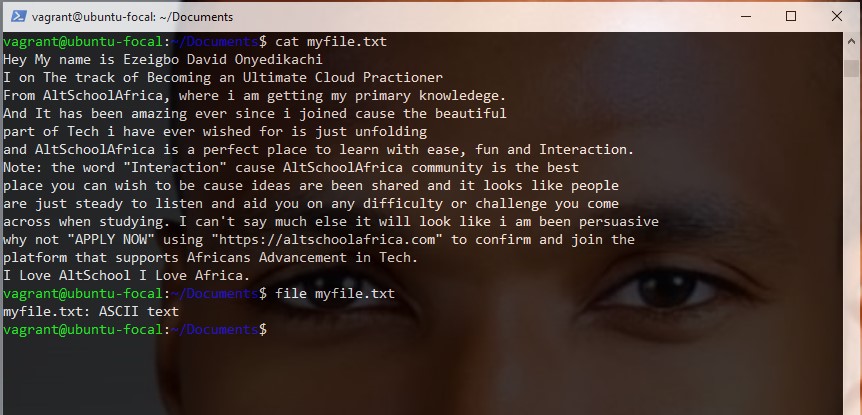 vagrant@ubuntu-focal: ~/Documents
vagrant@ubuntu-focal:~/Documents$ cat myfile.txt
Hey My name is Ezeigbo David Onyedikachi
I on The track of Becoming an Ultimate Cloud Practioner
From AltSchoolAfrica, where i am getting my primary knowledege.
And It has been amazing ever since i joined cause the beautiful
part of Tech i have ever wished for is just unfolding
and AltSchoolAfrica is a perfect place to learn with ease, fun and Interaction.
Note: the word "Interaction" cause AltSchoolAfrica community is the best
place you can wish to be cause ideas are been shared and it looks like people
are just steady to listen and aid you on any difficulty or challenge you come
across when studying. I can't say much else it will look like i am been persuasive
why not "APPLY NOW" using "https://altschoolafrica.com" to confirm and join the
platform that supports Africans Advancement in Tech.
I Love AltSchool I Love Africa.
vagrant@ubuntu-focal:~/Documents$ file myfile.txt
myfile.txt: ASCII text
vagrant@ubuntu-focal:~/Documents$